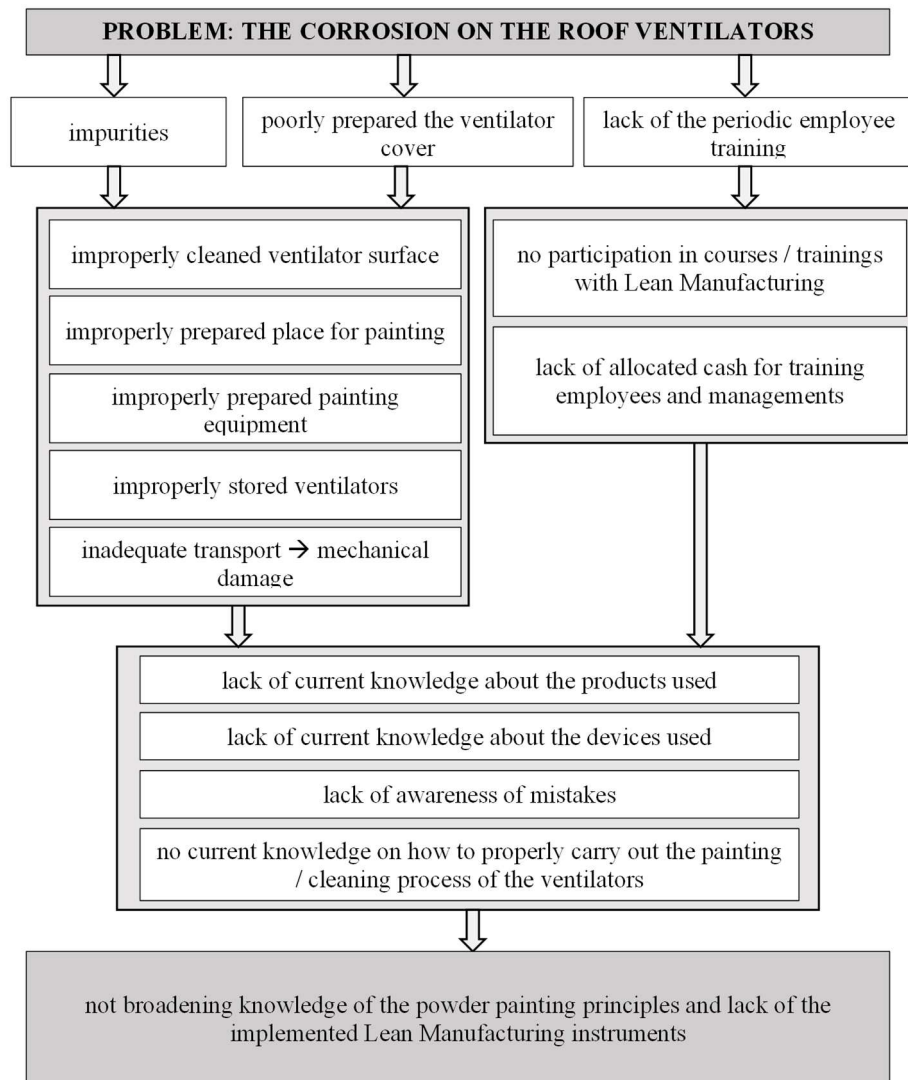 PROBLEM: THE CORROSION ON THE ROOF VENTILATORS
impurities
poorly prepared the ventilator
cover
lack of the periodic employee
training
improperly cleaned ventilator surface
improperly prepared place for painting
improperly prepared painting
equipment
improperly stored ventilators
inadequate transport → mechanical
damage
no participation in courses / trainings
with Lean Manufacturing
lack of allocated cash for training
employees and managements
lack of current knowledge about the products used
lack of current knowledge about the devices used
lack of awareness of mistakes
no current knowledge on how to properly carry out the painting
/ cleaning process of the ventilators
not broadening knowledge of the powder painting principles and lack of the
implemented Lean Manufacturing instruments